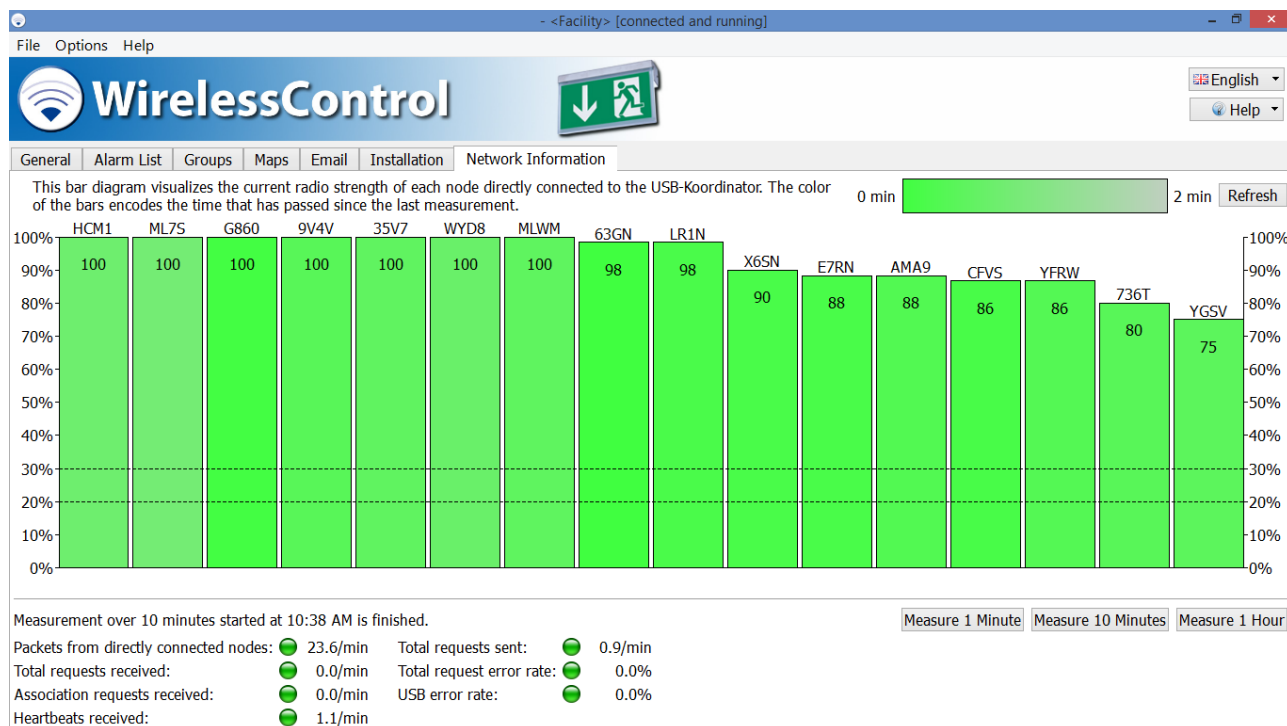 - <Facility> [connected and running]
File Options Help
WirelessControl
English
Help
General Alarm List Groups Maps Email Installation Network Information
This bar diagram visualizes the current radio strength of each node directly connected to the USB-Koordinator. The color
of the bars encodes the time that has passed since the last measurement.
0 min 2 min Refresh
HCM1 ML7S G860 9V4V 35V7 WYD8 MLWM 63GN LR1N X6SN E7RN AMA9 CFVS YFRW 736T YGSV
100 100 100 100 100 100 100 98 98 90 88 88 86 86 80 75
100% 100%
90% 90%
80% 80%
70% 70%
60% 60%
50% 50%
40% 40%
30% 30%
20% 20%
10% 10%
0% 0%
Measurement over 10 minutes started at 10:38 AM is finished.
Measure 1 Minute Measure 10 Minutes Measure 1 Hour
Packets from directly connected nodes: 23.6/min Total requests sent: 0.9/min
Total requests received: 0.0/min Total request error rate: 0.0%
Association requests received: 0.0/min USB error rate: 0.0%
Heartbeats received: 1.1/min